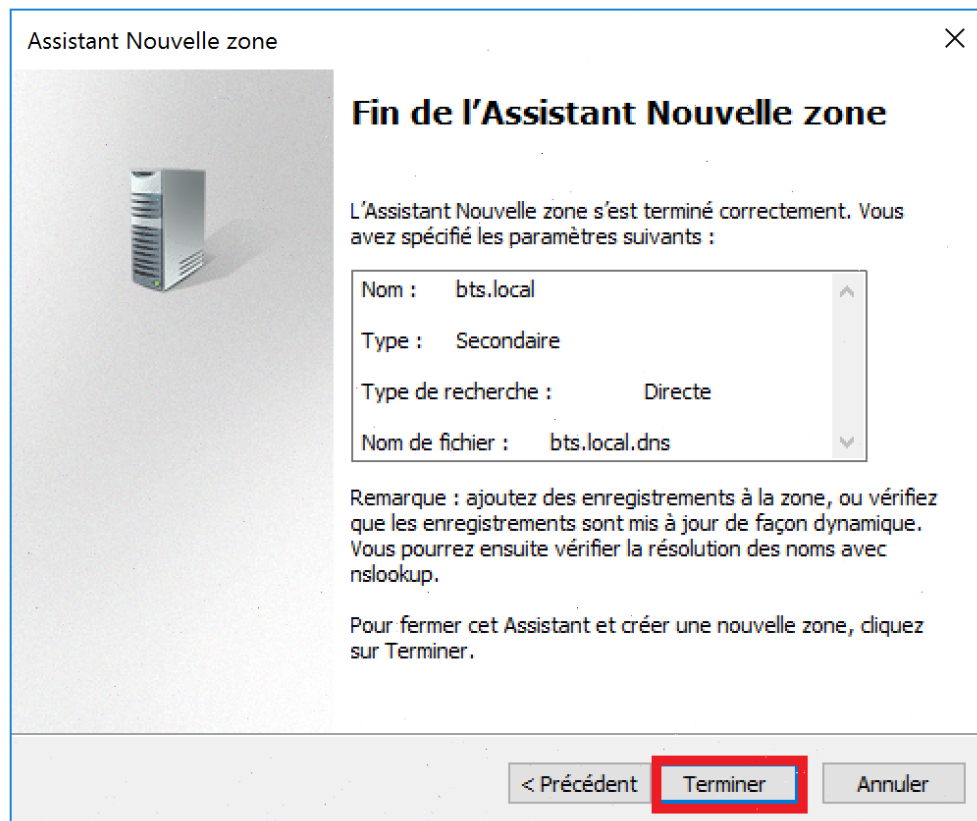 Assistant Nouvelle zone
Fin de l’Assistant Nouvelle zone
L’Assistant Nouvelle zone s’est terminé correctement. Vous
avez spécifié les paramètres suivants :
Nom : bts.local
Type : Secondaire
Type de recherche : Directe
Nom de fichier : bts.local.dns
Remarque : ajoutez des enregistrements à la zone, ou vérifiez
que les enregistrements sont mis à jour de façon dynamique.
Vous pourrez ensuite vérifier la résolution des noms avec
nslookup.
Pour fermer cet Assistant et créer une nouvelle zone, cliquez
sur Terminer.
< Précédent Terminer Annuler